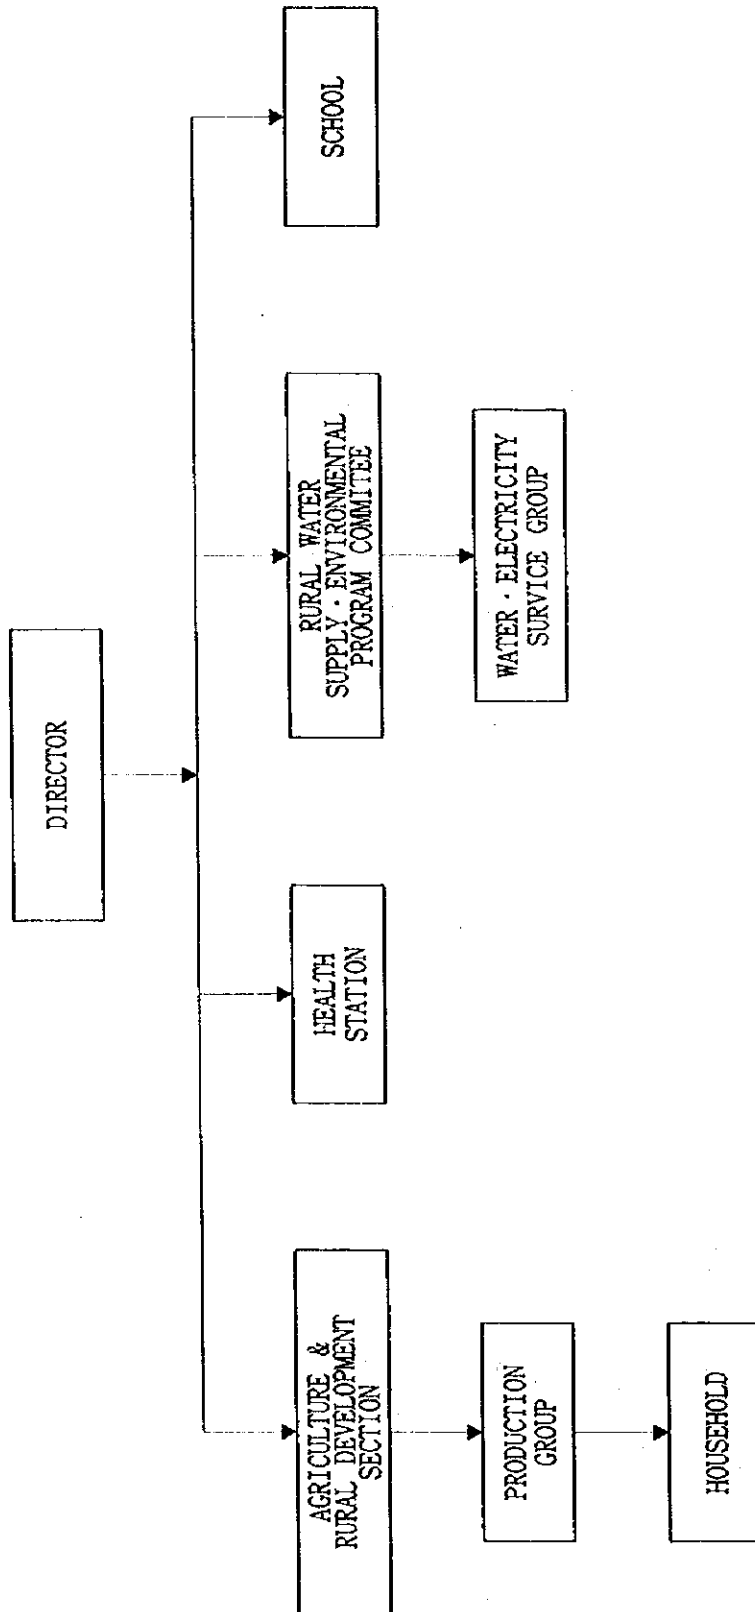 DIRECTOR
AGRICULTURE &
RURAL DEVELOPMENT
SECTION
HEALTH
STATION
RURAL WATER
SUPPLY · ENVIRONMENTAL
PROGRAM COMMITEE
SCHOOL
PRODUCTION
GROUP
WATER · ELECTRICITY
SURVICE GROUP
HOUSEHOLD